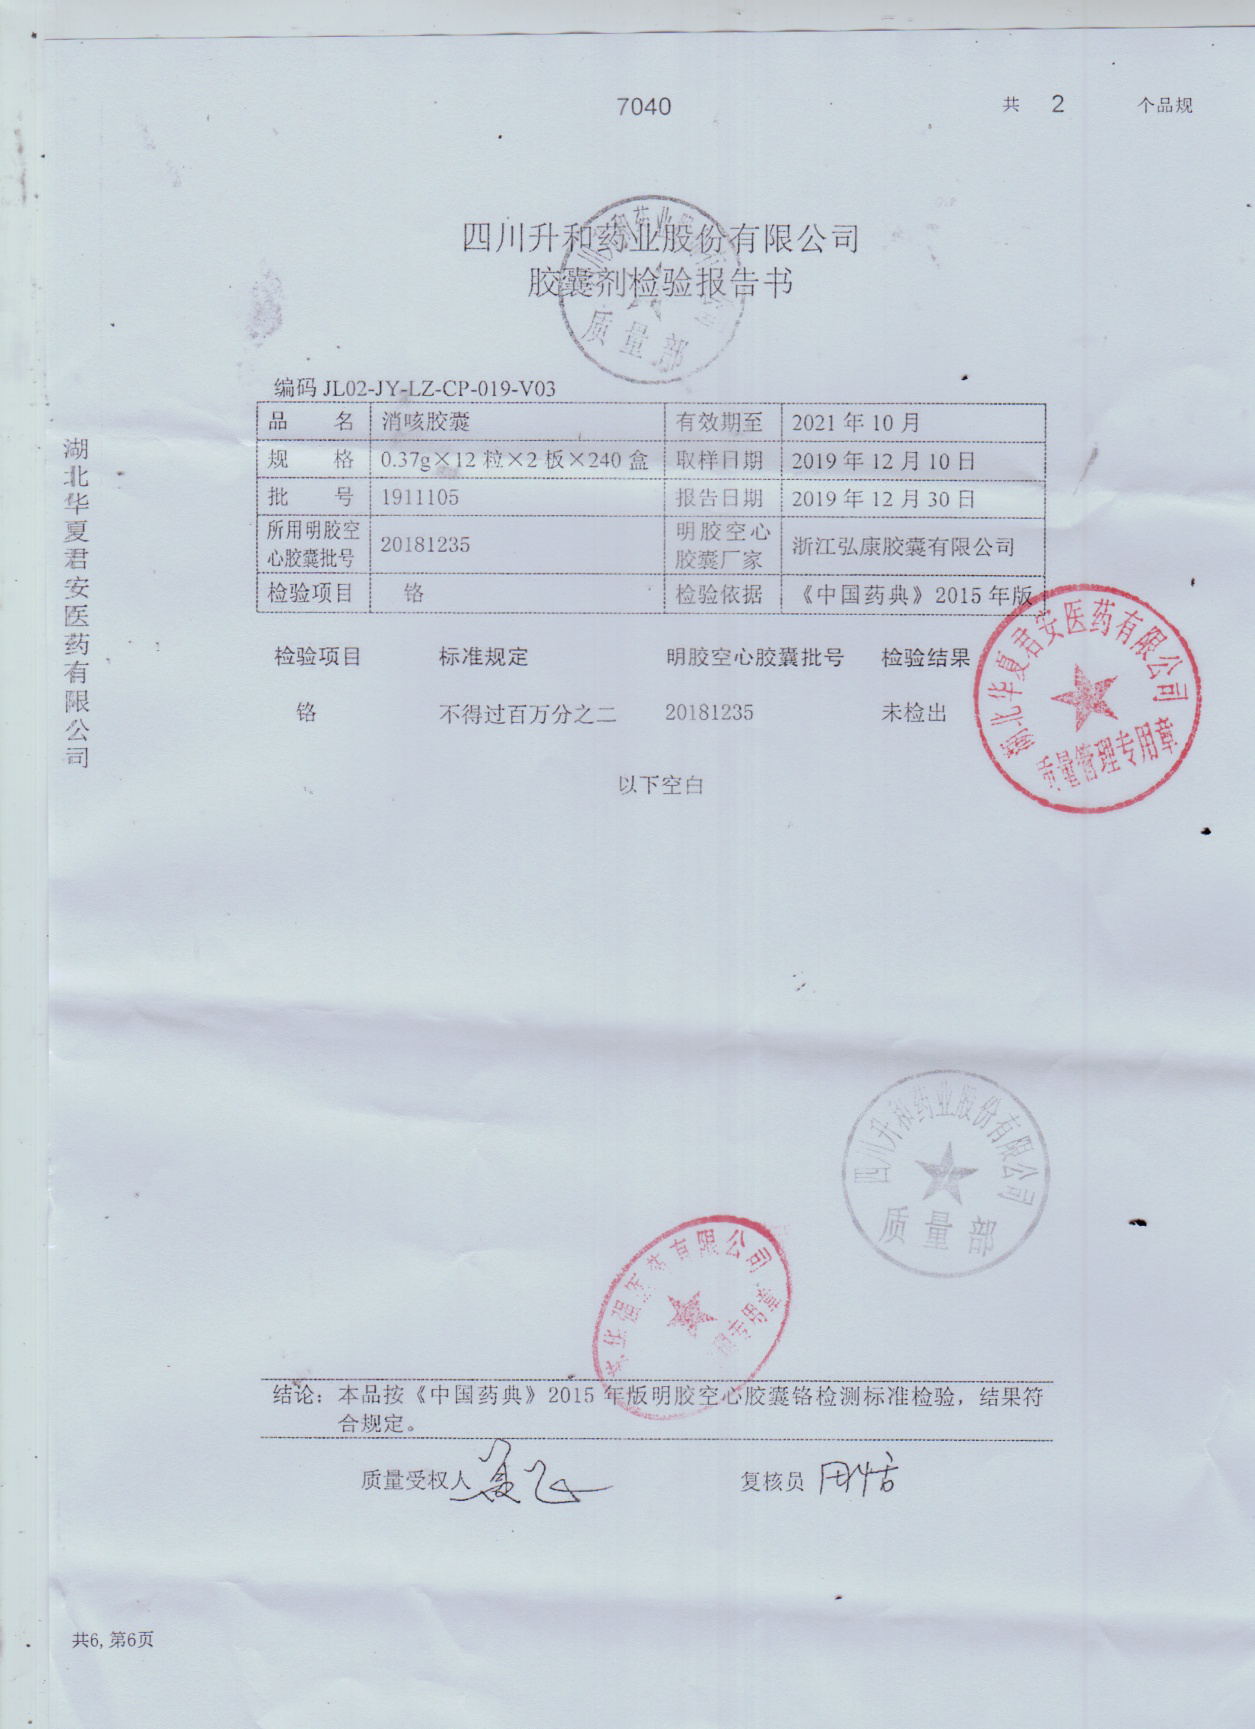 7040
共 2 个品规
四川升和药业股份有限公司
胶囊剂检验报告书
质量部
编码 JL02-JY-LZ-CP-019-V03
品 名 消咳胶囊 有效期至 2021 年 10 月
规 格 0.37g×12 粒×2 板×240 盒 取样日期 2019 年 12 月 10 日
批 号 1911105 报告日期 2019 年 12 月 30 日
所用明胶空心胶囊批号 20181235 明胶空心胶囊厂家 浙江弘康胶囊有限公司
检验项目 铬 检验依据 《中国药典》2015 年版
湖北华夏君安医药有限公司
检验项目 标准规定 明胶空心胶囊批号 检验结果
铬 不得过百万分之二 20181235 未检出
湖北华夏君安医药有限公司
质量管理专用章
以下空白
四川升和药业股份有限公司
质量部
医药有限公司
专用章
结论：本品按《中国药典》2015 年版明胶空心胶囊铬检测标准检验，结果符
合规定。
质量受权人
复核员
共6,第6页